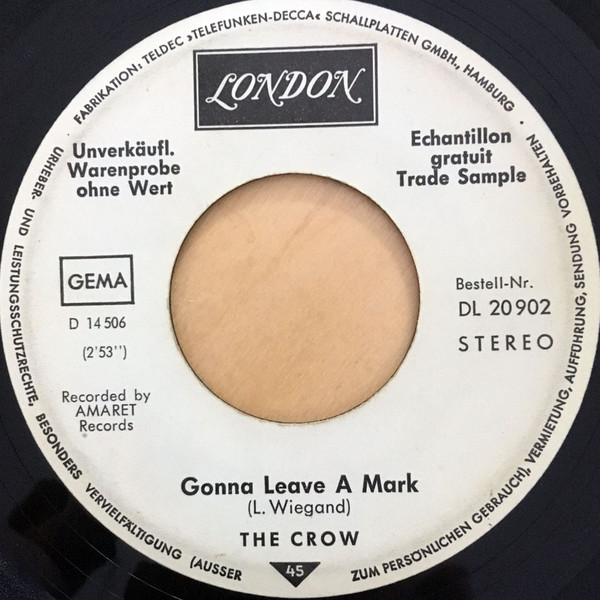 · FABRIKATION: TELDEC »TELEFUNKEN-DECCA« SCHALLPLATTEN GMBH., HAMBURG ·
URHEBER- UND LEISTUNGSSCHUTZRECHTE, BESONDERS VERVIELFÄLTIGUNG (AUSSER
ZUM PERSÖNLICHEN GEBRAUCH), VERMIETUNG, AUFFÜHRUNG, SENDUNG VORBEHALTEN
LONDON
Unverkäufl.
Warenprobe
ohne Wert
Echantillon
gratuit
Trade Sample
GEMA
D 14 506
(2'53'')
Recorded by
AMARET
Records
Bestell-Nr.
DL 20 902
STEREO
Gonna Leave A Mark
(L. Wiegand)
THE CROW
45